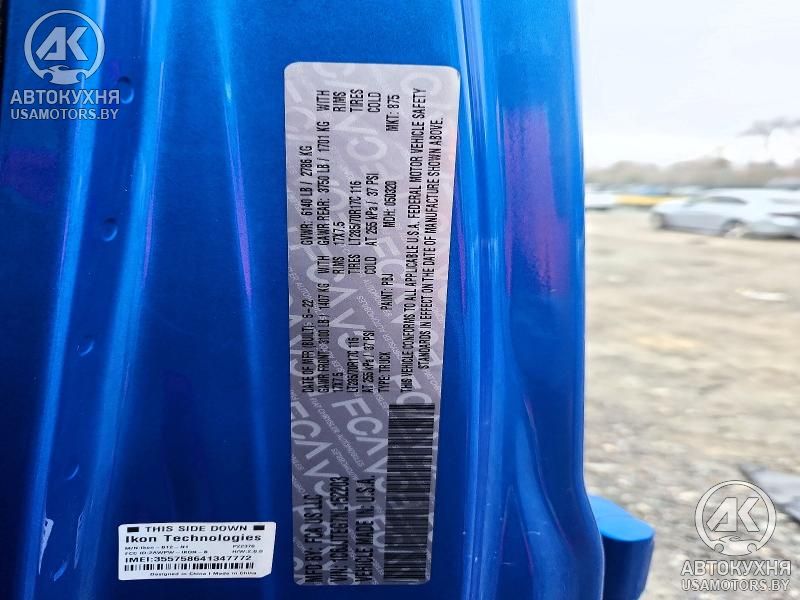 AK
АВТОКУХНЯ
USAMOTORS.BY
MFD. BY: FCA US LLC
DATE OF MFR (BUILT): 5-22 GVWR: 6140 LB / 2786 KG
GAWR FRONT: 3100 LB / 1407 KG WITH GAWR REAR: 3750 LB / 1701 KG WITH
17X7.5 RIMS 17X7.5 RIMS
LT285/70R17C 116 TIRES LT285/70R17C 116 TIRES
AT 255 kPa / 37 PSI COLD AT 255 kPa / 37 PSI COLD
TYPE: TRUCK PAINT: PBJ MDH: 050320 MKT: 875
VEHICLE MADE IN: U.S.A.
THIS VEHICLE CONFORMS TO ALL APPLICABLE U.S.A. FEDERAL MOTOR VEHICLE SAFETY
STANDARDS IN EFFECT ON THE DATE OF MANUFACTURE SHOWN ABOVE.
THIS SIDE DOWN
Ikon Technologies
IMEI:355758641347772
Designed in China | Made in China
AK
АВТОКУХНЯ
USAMOTORS.BY